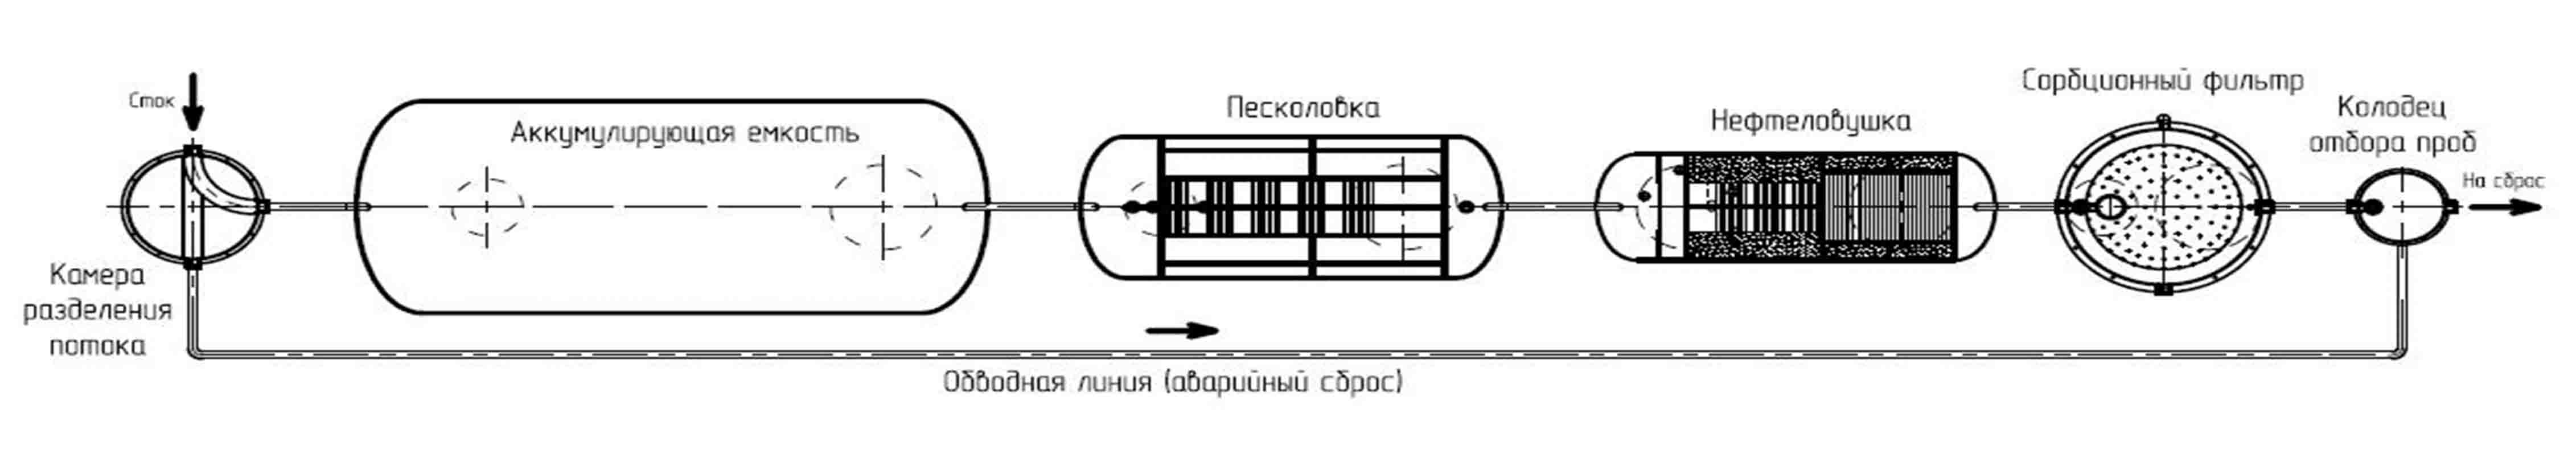 Сток
Камера
разделения
потока
Аккумулирующая емкость
Песколовка
Нефтеловушка
Сорбционный фильтр
Колодец
отбора проб
На сброс
Обводная линия (аварийный сброс)